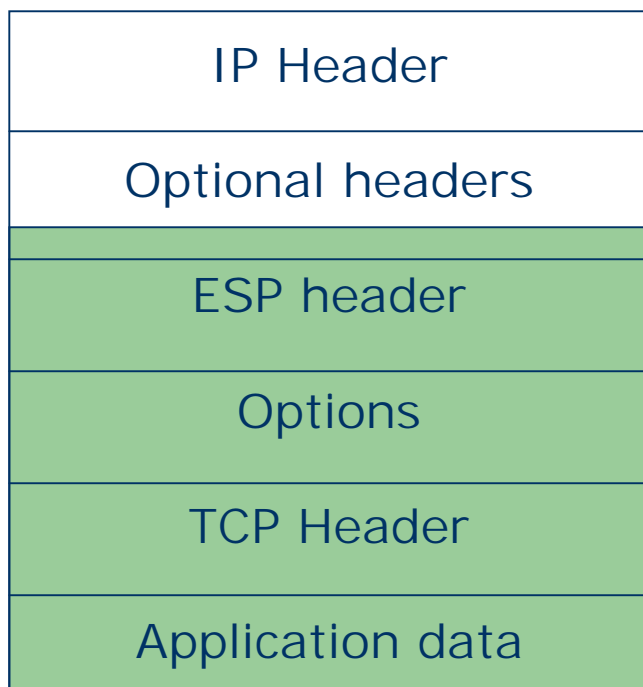 IP Header
Optional headers
ESP header
Options
TCP Header
Application data